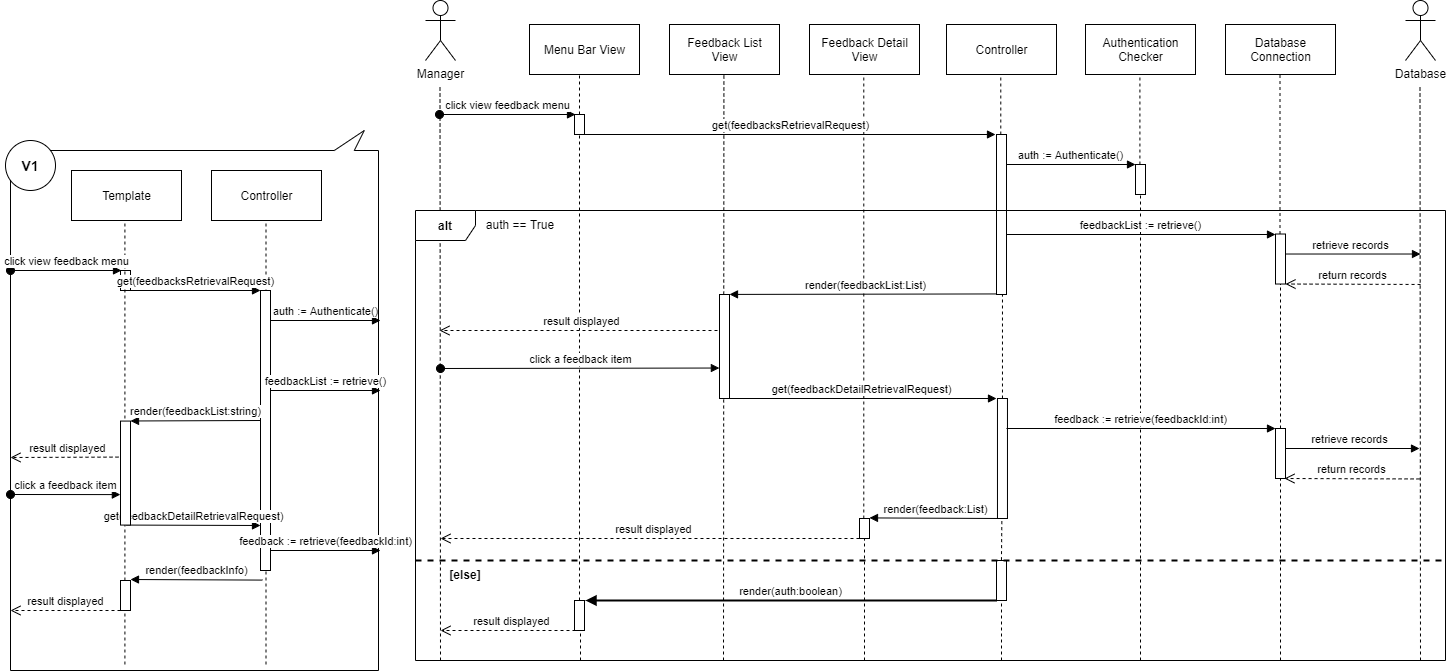 V1
Template
Controller
click view feedback menu
get(feedbacksRetrievalRequest)
auth := Authenticate()
feedbackList := retrieve()
render(feedbackList:string)
result displayed
click a feedback item
get eedbackDetailRetrievalRequest)
feedback := retrieve(feedbackId:int)
render(feedbackInfo)
result displayed
Manager
Menu Bar View
Feedback List
View
Feedback Detail
View
Controller
Authentication
Checker
Database
Connection
Database
click view feedback menu
get(feedbacksRetrievalRequest)
auth := Authenticate()
alt
auth == True
feedbackList := retrieve()
retrieve records
return records
render(feedbackList:List)
result displayed
click a feedback item
get(feedbackDetailRetrievalRequest)
feedback := retrieve(feedbackId:int)
retrieve records
return records
render(feedback:List)
result displayed
[else]
render(auth:boolean)
result displayed